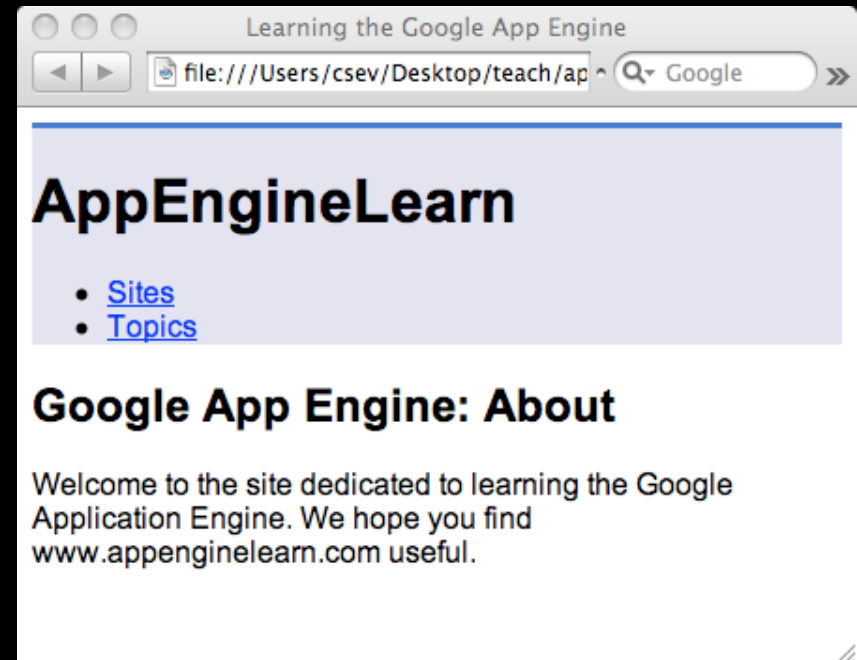 Learning the Google App Engine
file:///Users/csev/Desktop/teach/ap
Google
AppEngineLearn
Sites
Topics
Google App Engine: About
Welcome to the site dedicated to learning the Google
Application Engine. We hope you find
www.appenginelearn.com useful.